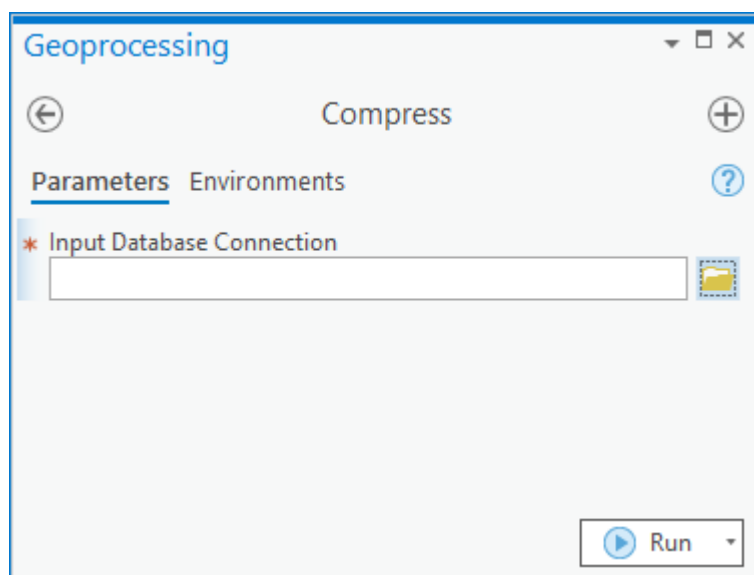 Geoprocessing
Compress
Parameters Environments
* Input Database Connection
Run